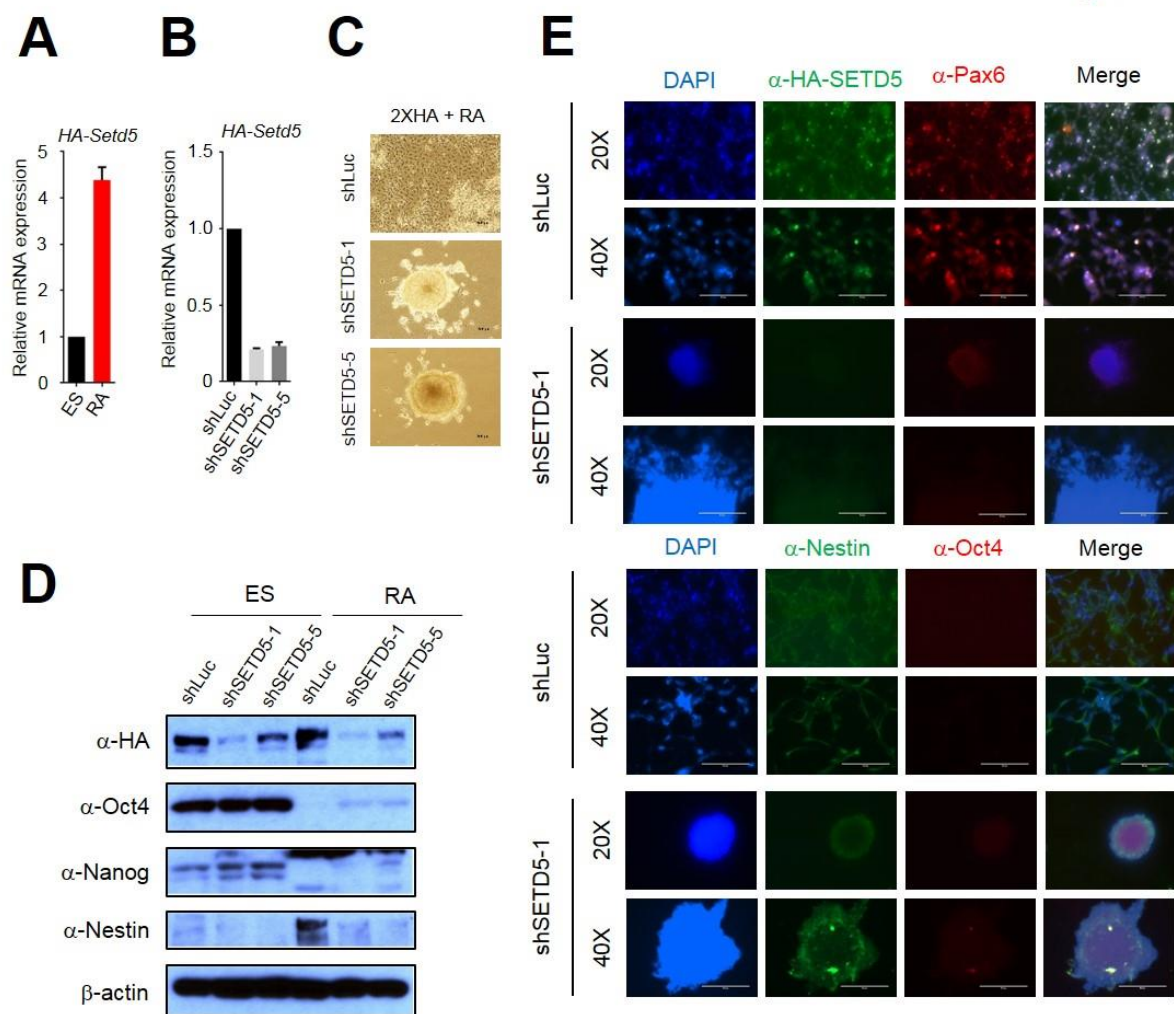 A
HA-Setd5
Relative mRNA expression
5
4
3
2
1
0
ES
RA
B
HA-Setd5
Relative mRNA expression
1.5
1.0
0.5
0
shLuc
shSETD5-1
shSETD5-5
C
2XHA + RA
shLuc
shSETD5-1
shSETD5-5
D
ES RA
shLuc shSETD5-1 shSETD5-5 shLuc shSETD5-1 shSETD5-5
α-HA
α-Oct4
α-Nanog
α-Nestin
β-actin
E
DAPI α-HA-SETD5 α-Pax6 Merge
shLuc
20X
40X
shSETD5-1
20X
40X
DAPI α-Nestin α-Oct4 Merge
shLuc
20X
40X
shSETD5-1
20X
40X